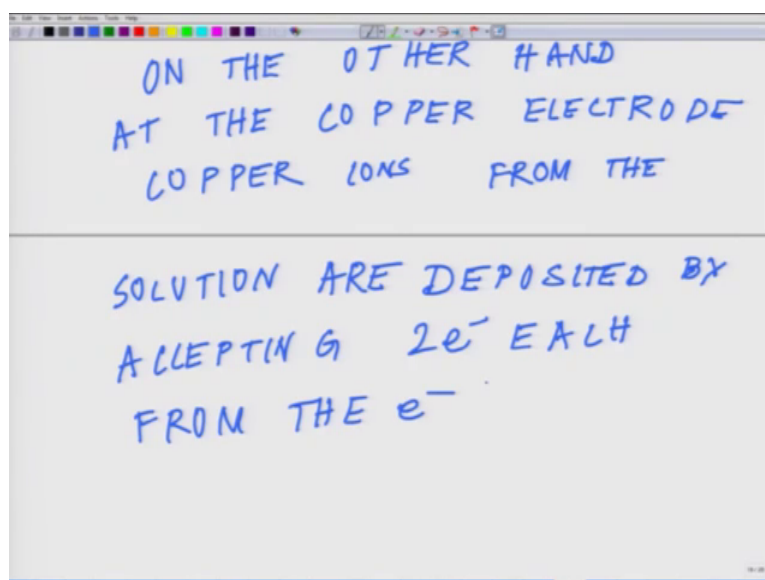 ON THE OTHER HAND
AT THE COPPER ELECTRODE
COPPER IONS FROM THE
SOLUTION ARE DEPOSITED BY
ACCEPTING 2e⁻ EACH
FROM THE e⁻